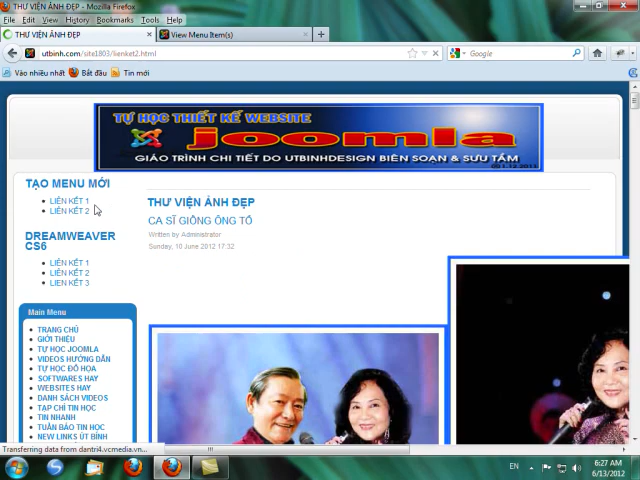 THƯ VIỆN ẢNH ĐẸP - Mozilla Firefox
File Edit View History Bookmarks Tools Help
THƯ VIỆN ẢNH ĐẸP
View Menu Item(s)
utbinh.com/site1803/lienket2.html
Google
Vào nhiều nhất Bắt đầu Tin mới
TỰ HỌC THIẾT KẾ WEBSITE
joomla
GIÁO TRÌNH CHI TIẾT DO UTBINHDESIGN BIÊN SOẠN & SƯU TẦM
TẠO MENU MỚI
LIÊN KẾT 1
LIÊN KẾT 2
DREAMWEAVER
CS6
LIÊN KẾT 1
LIÊN KẾT 2
LIÊN KẾT 3
Main Menu
TRANG CHỦ
GIỚI THIỆU
TỰ HỌC JOOMLA
VIDEOS HƯỚNG DẪN
TỰ HỌC ĐỒ HỌA
SOFTWARES HAY
WEBSITES HAY
DANH SÁCH VIDEOS
TẠP CHÍ TIN HỌC
TIN NHANH
TUẦN BÁO TIN HỌC
NEW LINKS ÚT BÌNH
THƯ VIỆN ẢNH ĐẸP
CA SĨ GIỌNG ÔNG TỐ
Written by Administrator
Sunday, 10 June 2012 17:32
Transferring data from dantri4.vcmedia.vn...
EN
6:27 AM
6/13/2012